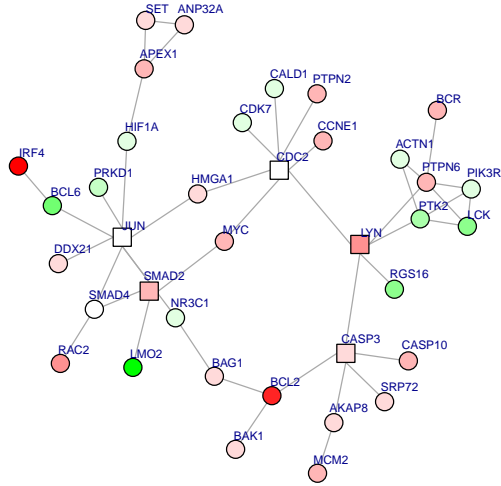 SET
ANP32A
APEX1
CALD1
PTPN2
BCR
CDK7
HIF1A
CCNE1
ACTN1
CDC2
IRF4
PRKD1
PTPN6
PIK3R
BCL6
HMGA1
PTK2
LCK
JUN
MYC
LYN
DDX21
SMAD2
RGS16
SMAD4
NR3C1
CASP3
RAC2
LMO2
BAG1
CASP10
BCL2
SRP72
AKAP8
BAK1
MCM2